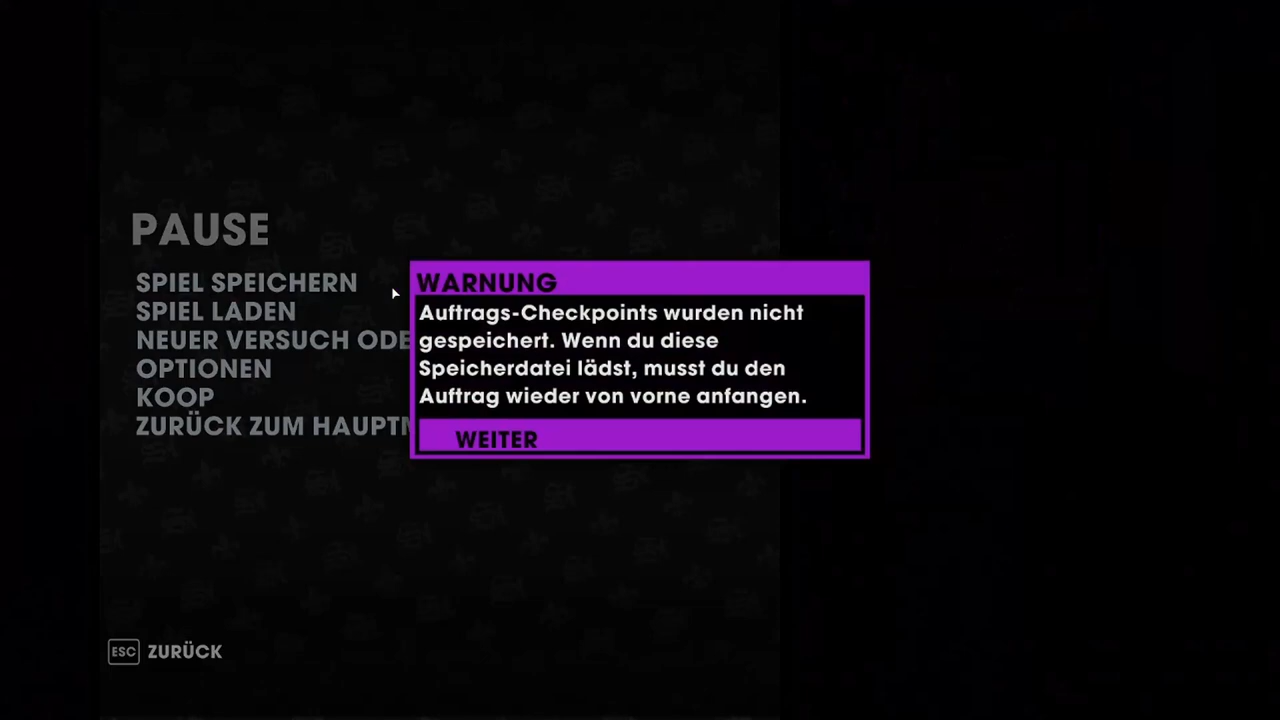 PAUSE
SPIEL SPEICHERN
SPIEL LADEN
NEUER VERSUCH ODE
OPTIONEN
KOOP
ZURÜCK ZUM HAUPTM
WARNUNG
Auftrags-Checkpoints wurden nicht
gespeichert. Wenn du diese
Speicherdatei lädst, musst du den
Auftrag wieder von vorne anfangen.
WEITER
ESC ZURÜCK